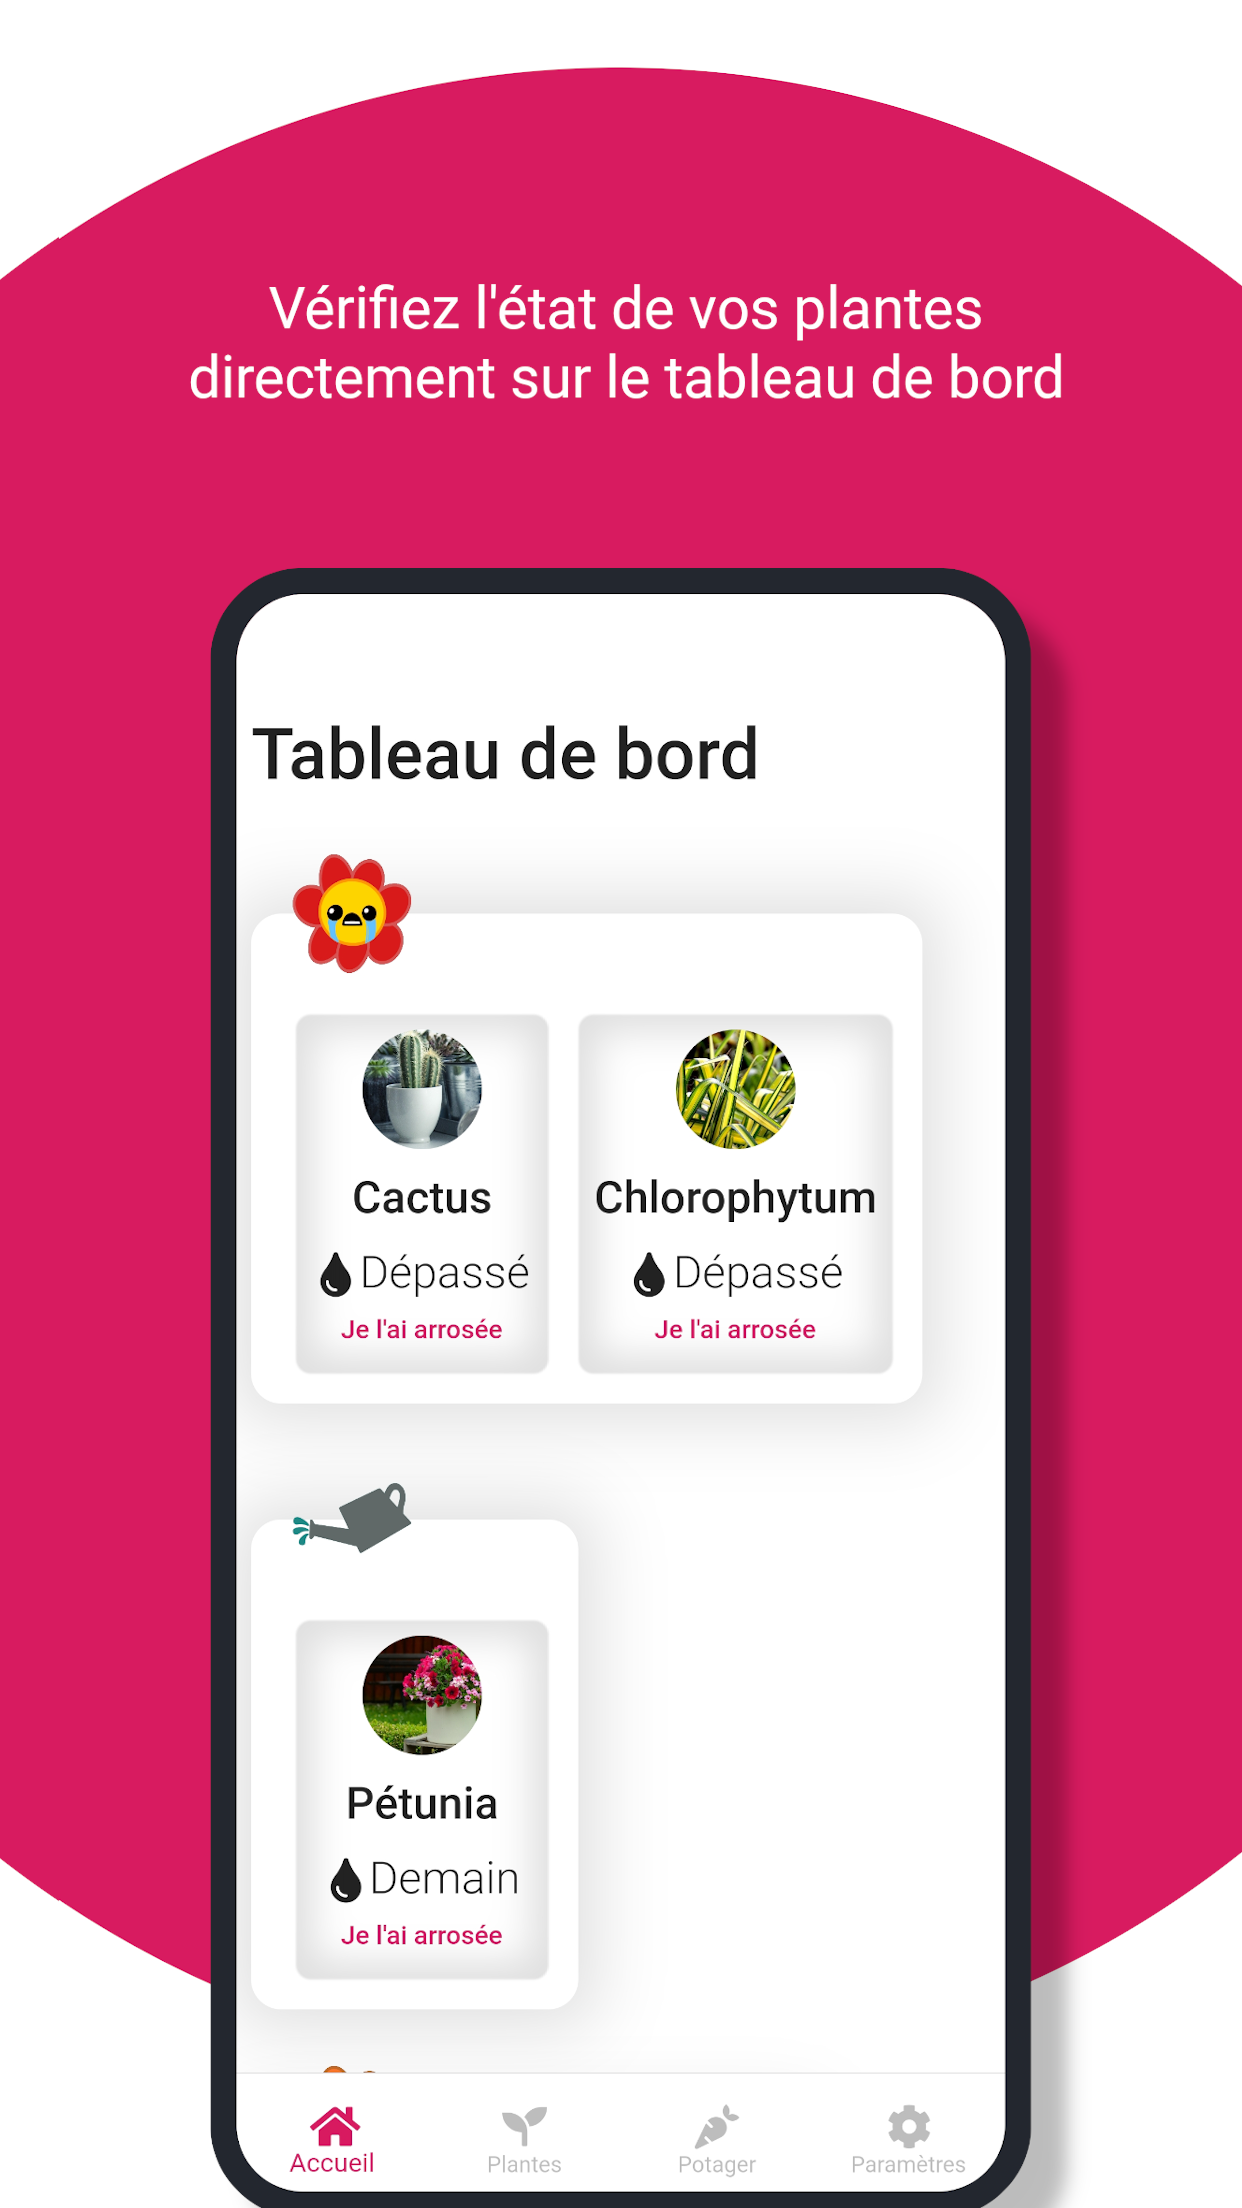 Vérifiez l'état de vos plantes
directement sur le tableau de bord
Tableau de bord
Cactus
Chlorophytum
Dépassé
Dépassé
Je l'ai arrosée
Je l'ai arrosée
Pétunia
Demain
Je l'ai arrosée
Accueil
Plantes
Potager
Paramètres